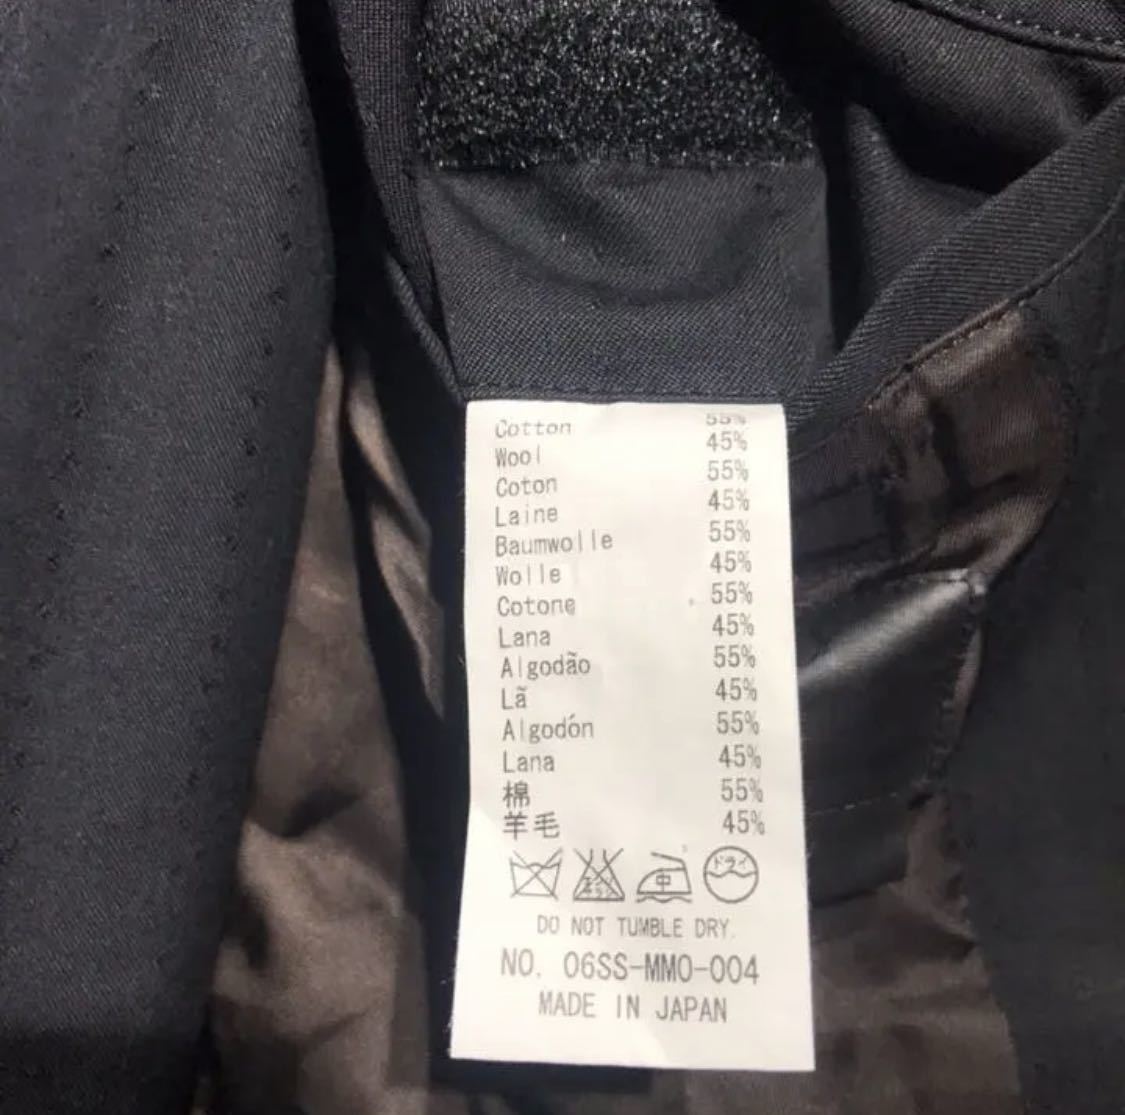 Cotton 55%
Wool 45%
Coton 55%
Laine 45%
Baumwolle 55%
Wolle 45%
Cotone 55%
Lana 45%
Algodão 55%
Lã 45%
Algodón 55%
Lana 45%
棉 55%
羊毛 45%
中 ドライ
DO NOT TUMBLE DRY.
NO. 06SS-MMO-004
MADE IN JAPAN